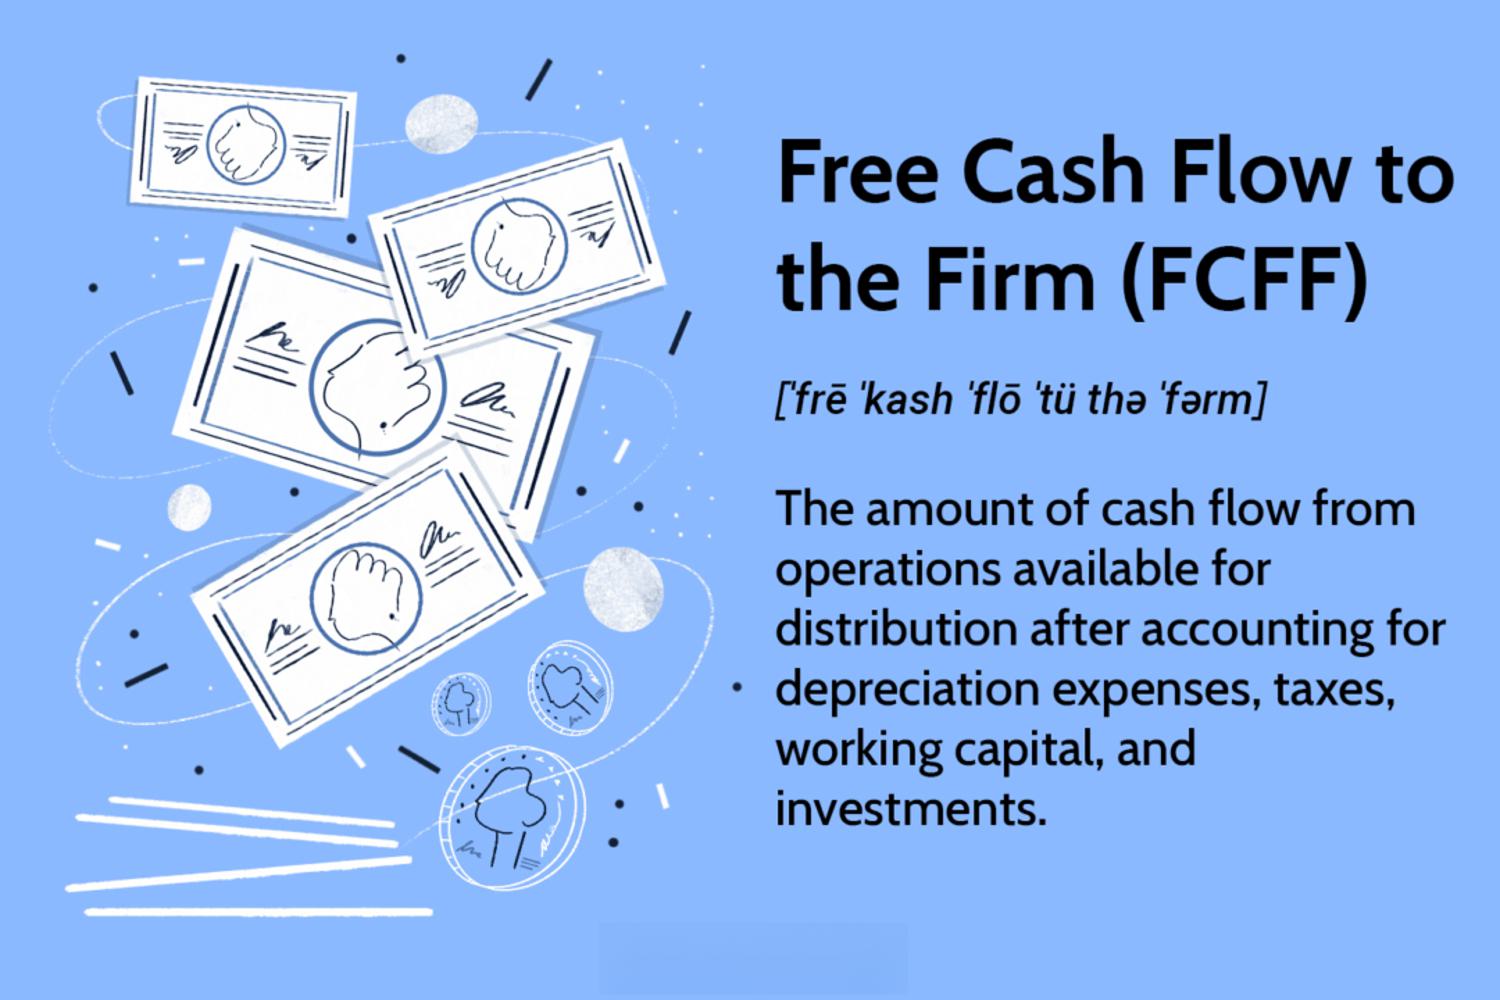 Free Cash Flow to
the Firm (FCFF)
[ˈfrē ˈkash ˈflō ˈtü thə ˈfərm]
The amount of cash flow from
operations available for
distribution after accounting for
depreciation expenses, taxes,
working capital, and
investments.